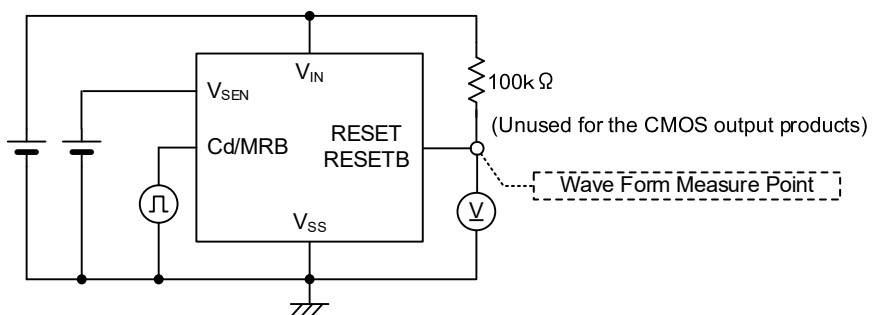 V_IN
V_SEN
100kΩ
(Unused for the CMOS output products)
Cd/MRB
RESET
RESETB
Wave Form Measure Point
V
V_SS